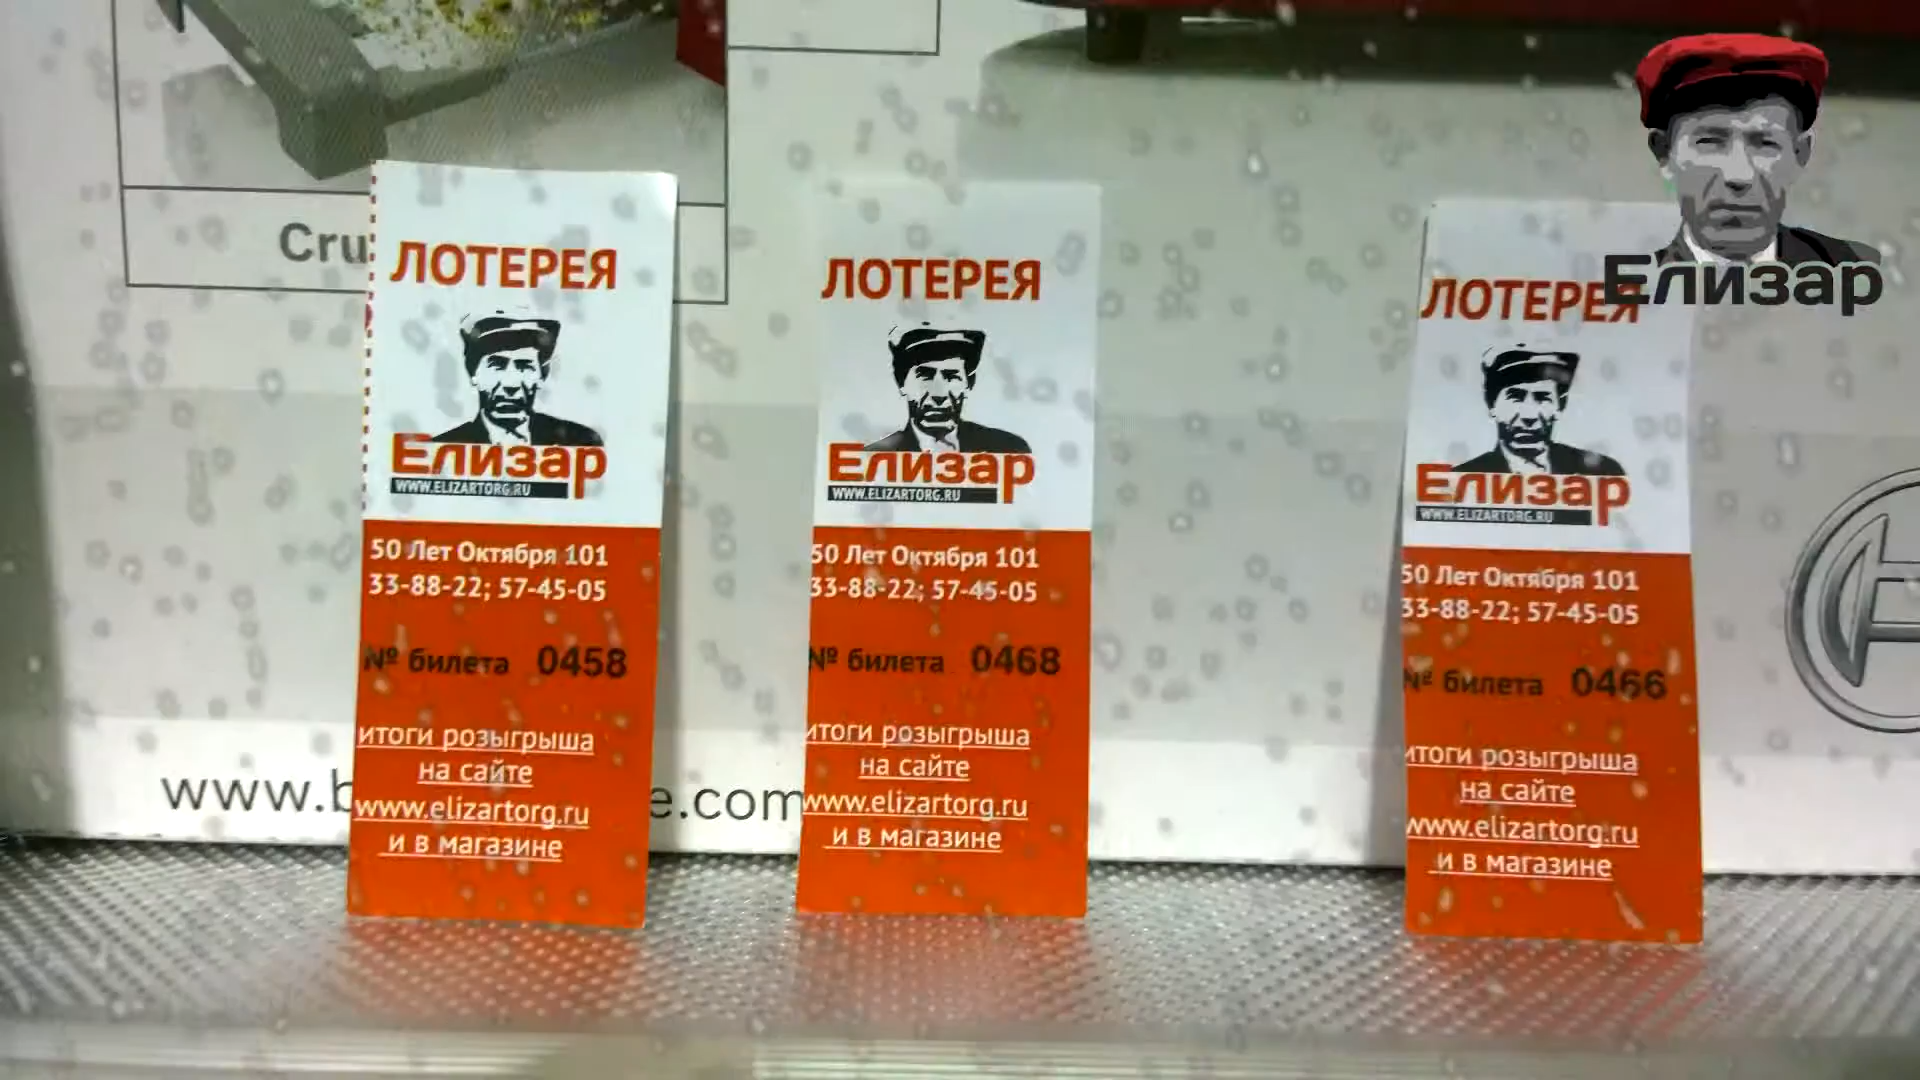 Елизар
Cru
ЛОТЕРЕЯ
Елизар
WWW.ELIZARTORG.RU
50 Лет Октября 101
33-88-22; 57-45-05
№ билета 0458
итоги розыгрыша
на сайте
www.elizartorg.ru
и в магазине
ЛОТЕРЕЯ
Елизар
WWW.ELIZARTORG.RU
50 Лет Октября 101
33-88-22; 57-45-05
№ билета 0468
итоги розыгрыша
на сайте
www.elizartorg.ru
и в магазине
ЛОТЕРЕЯ
Елизар
WWW.ELIZARTORG.RU
50 Лет Октября 101
33-88-22; 57-45-05
№ билета 0466
итоги розыгрыша
на сайте
www.elizartorg.ru
и в магазине
www.b
e.com